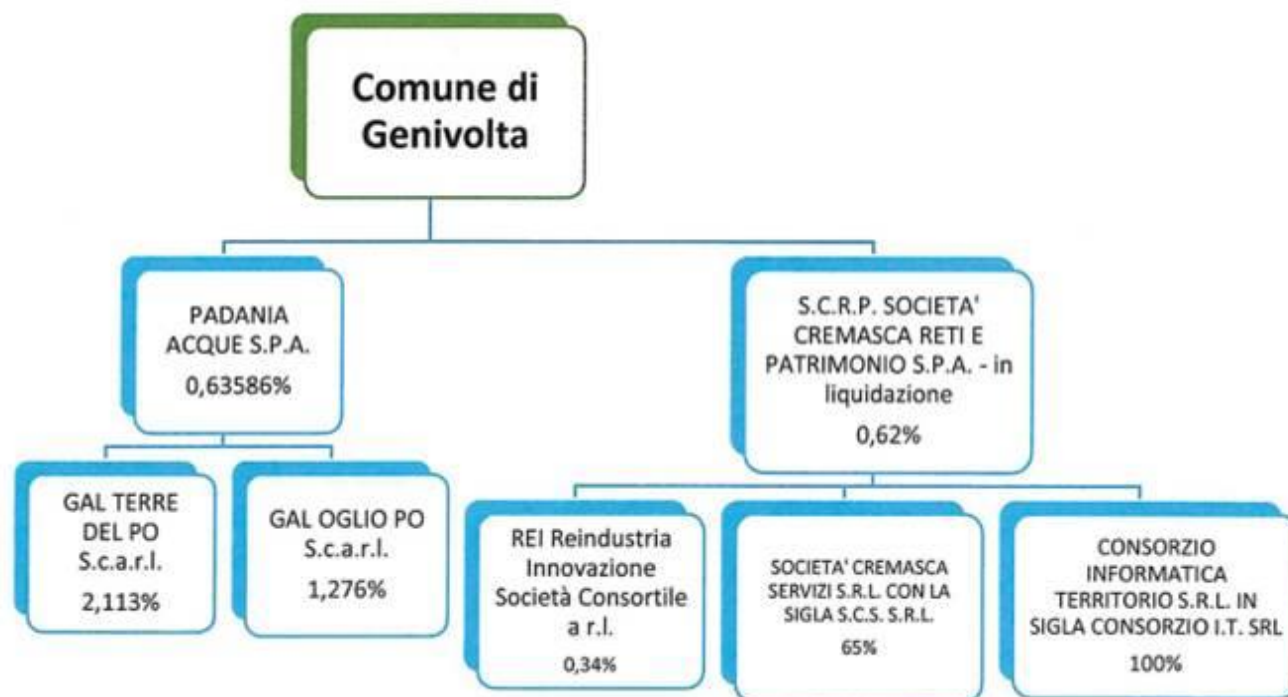 Comune di
Genivolta
PADANIA
ACQUE S.P.A.
0,63586%
S.C.R.P. SOCIETA'
CREMASCA RETI E
PATRIMONIO S.P.A. - in
liquidazione
0,62%
GAL TERRE
DEL PO
S.c.a.r.l.
2,113%
GAL OGLIO PO
S.c.a.r.l.
1,276%
REI Reindustria
Innovazione
Società Consortile
a r.l.
0,34%
SOCIETA' CREMASCA
SERVIZI S.R.L. CON LA
SIGLA S.C.S. S.R.L.
65%
CONSORZIO
INFORMATICA
TERRITORIO S.R.L. IN
SIGLA CONSORZIO I.T. SRL
100%